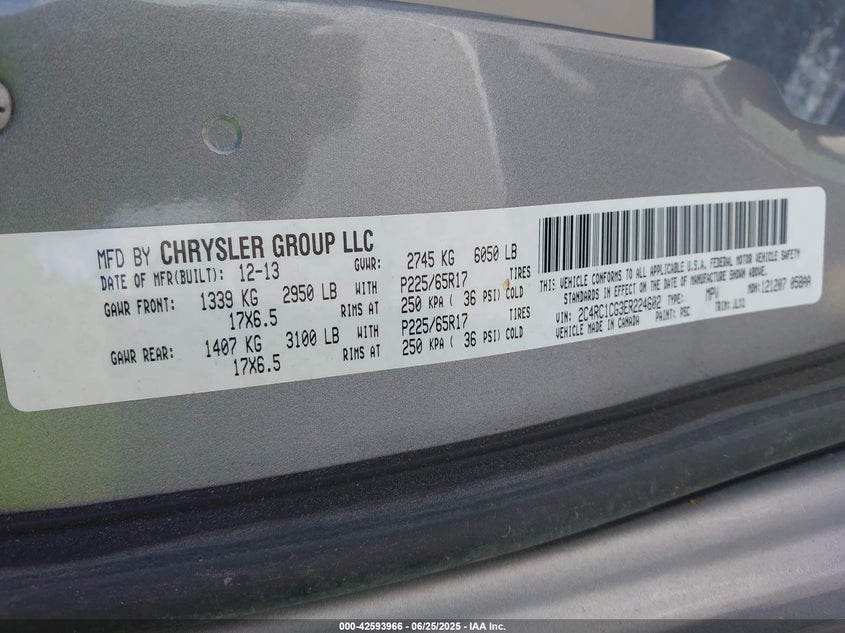 MFD BY CHRYSLER GROUP LLC
DATE OF MFR(BUILT): 12-13 GVWR: 2745 KG 6050 LB
GAWR FRONT: 1339 KG 2950 LB WITH P225/65R17 TIRES
17X6.5 RIMS AT 250 KPA ( 36 PSI) COLD
GAWR REAR: 1407 KG 3100 LB WITH P225/65R17 TIRES
17X6.5 RIMS AT 250 KPA ( 36 PSI) COLD
THIS VEHICLE CONFORMS TO ALL APPLICABLE U.S.A. FEDERAL MOTOR VEHICLE SAFETY
STANDARDS IN EFFECT ON THE DATE OF MANUFACTURE SHOWN ABOVE.
VIN: 2C4RC1CG3ER224602 TYPE: MPV MDH: 121207 058AA
VEHICLE MADE IN CANADA PAINT: PSC TRIM:
000-42593966 - 06/25/2025 - IAA Inc.